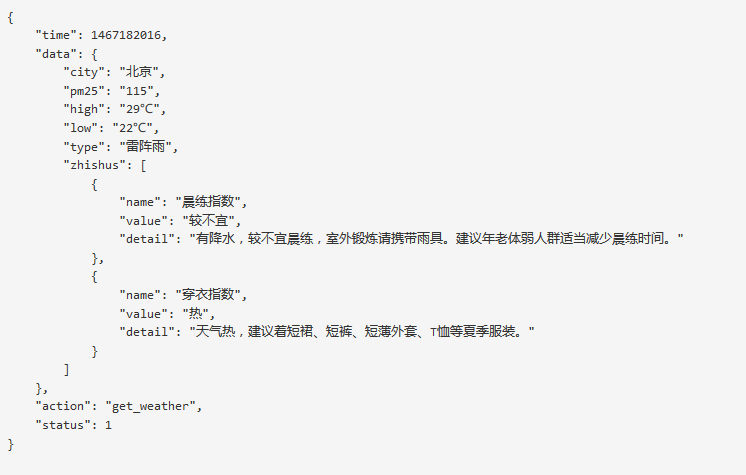 {
    "time": 1467182016,
    "data": {
        "city": "北京",
        "pm25": "115",
        "high": "29℃",
        "low": "22℃",
        "type": "雷阵雨",
        "zhishus": [
            {
                "name": "晨练指数",
                "value": "较不宜",
                "detail": "有降水，较不宜晨练，室外锻炼请携带雨具。建议年老体弱人群适当减少晨练时间。"
            },
            {
                "name": "穿衣指数",
                "value": "热",
                "detail": "天气热，建议着短裙、短裤、短薄外套、T恤等夏季服装。"
            }
        ]
    },
    "action": "get_weather",
    "status": 1
}